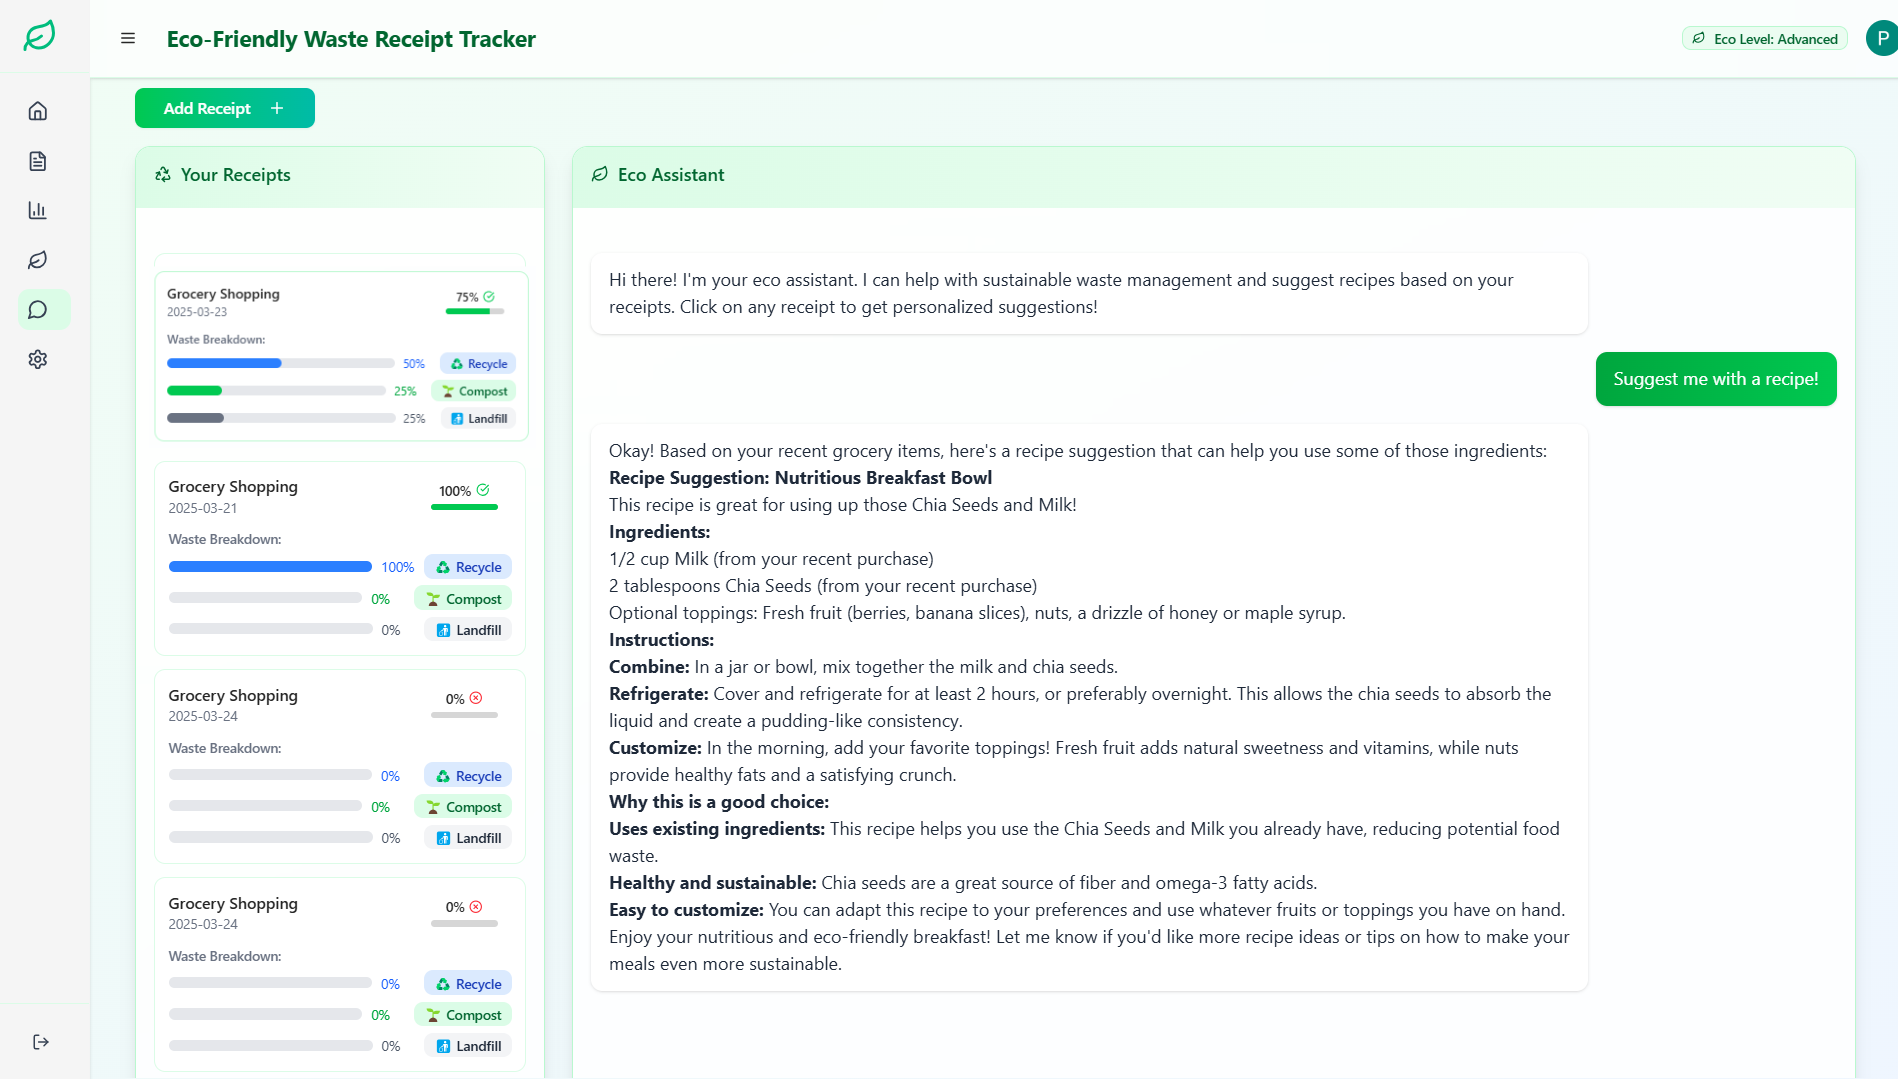 Eco-Friendly Waste Receipt Tracker
Eco Level: Advanced
P
Add Receipt +
Your Receipts
Grocery Shopping
75%
2025-03-23
Waste Breakdown:
50% Recycle
25% Compost
25% Landfill
Grocery Shopping
100%
2025-03-21
Waste Breakdown:
100% Recycle
0% Compost
0% Landfill
Grocery Shopping
0%
2025-03-24
Waste Breakdown:
0% Recycle
0% Compost
0% Landfill
Grocery Shopping
0%
2025-03-24
Waste Breakdown:
0% Recycle
0% Compost
0% Landfill
Eco Assistant
Hi there! I'm your eco assistant. I can help with sustainable waste management and suggest recipes based on your
receipts. Click on any receipt to get personalized suggestions!
Suggest me with a recipe!
Okay! Based on your recent grocery items, here's a recipe suggestion that can help you use some of those ingredients:
Recipe Suggestion: Nutritious Breakfast Bowl
This recipe is great for using up those Chia Seeds and Milk!
Ingredients:
1/2 cup Milk (from your recent purchase)
2 tablespoons Chia Seeds (from your recent purchase)
Optional toppings: Fresh fruit (berries, banana slices), nuts, a drizzle of honey or maple syrup.
Instructions:
Combine: In a jar or bowl, mix together the milk and chia seeds.
Refrigerate: Cover and refrigerate for at least 2 hours, or preferably overnight. This allows the chia seeds to absorb the
liquid and create a pudding-like consistency.
Customize: In the morning, add your favorite toppings! Fresh fruit adds natural sweetness and vitamins, while nuts
provide healthy fats and a satisfying crunch.
Why this is a good choice:
Uses existing ingredients: This recipe helps you use the Chia Seeds and Milk you already have, reducing potential food
waste.
Healthy and sustainable: Chia seeds are a great source of fiber and omega-3 fatty acids.
Easy to customize: You can adapt this recipe to your preferences and use whatever fruits or toppings you have on hand.
Enjoy your nutritious and eco-friendly breakfast! Let me know if you'd like more recipe ideas or tips on how to make your
meals even more sustainable.